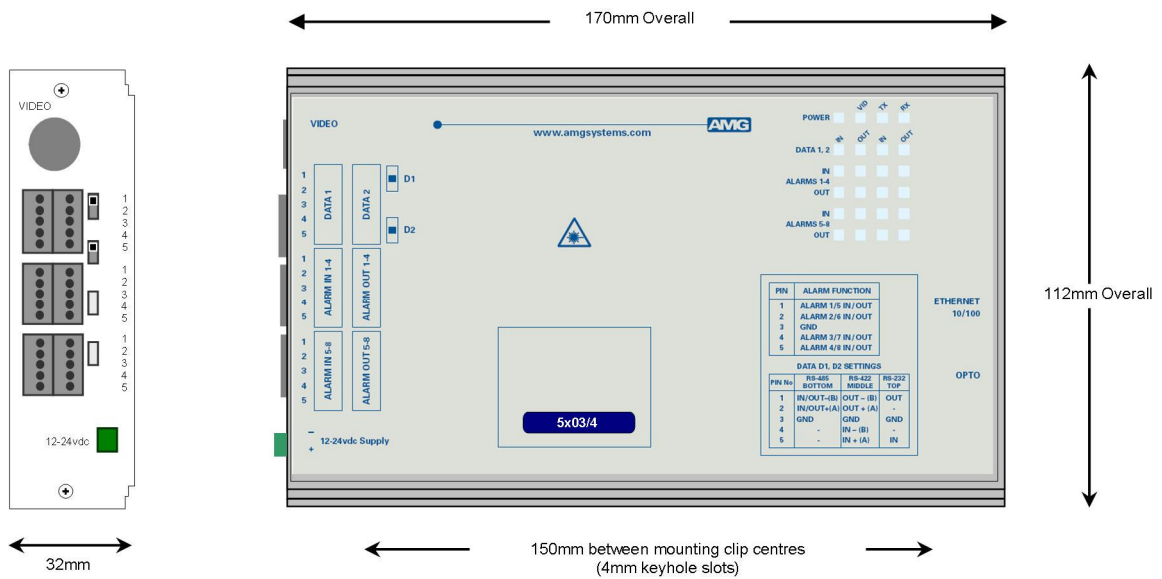 170mm Overall
VIDEO
1
2
3
4
5
1
2
3
4
5
1
2
3
4
5
12-24vdc
32mm
VIDEO
www.amgsystems.com
AMG
VID TX RX
POWER
IN OUT IN OUT
DATA 1, 2
IN
ALARMS 1-4
OUT
IN
ALARMS 5-8
OUT
1
2
3
4
5
DATA 1
DATA 2
D1
D2
1
2
3
4
5
ALARM IN 1-4
ALARM OUT 1-4
1
2
3
4
5
ALARM IN 5-8
ALARM OUT 5-8
–
+
12-24vdc Supply
5x03/4
PIN ALARM FUNCTION
1 ALARM 1/5 IN/OUT
2 ALARM 2/6 IN/OUT
3 GND
4 ALARM 3/7 IN/OUT
5 ALARM 4/8 IN/OUT
DATA D1, D2 SETTINGS
PIN No RS-485 BOTTOM RS-422 MIDDLE RS-232 TOP
1 IN/OUT–(B) OUT – (B) OUT
2 IN/OUT+(A) OUT + (A) -
3 GND GND GND
4 - IN – (B) -
5 - IN + (A) IN
ETHERNET
10/100
OPTO
112mm Overall
150mm between mounting clip centres
(4mm keyhole slots)